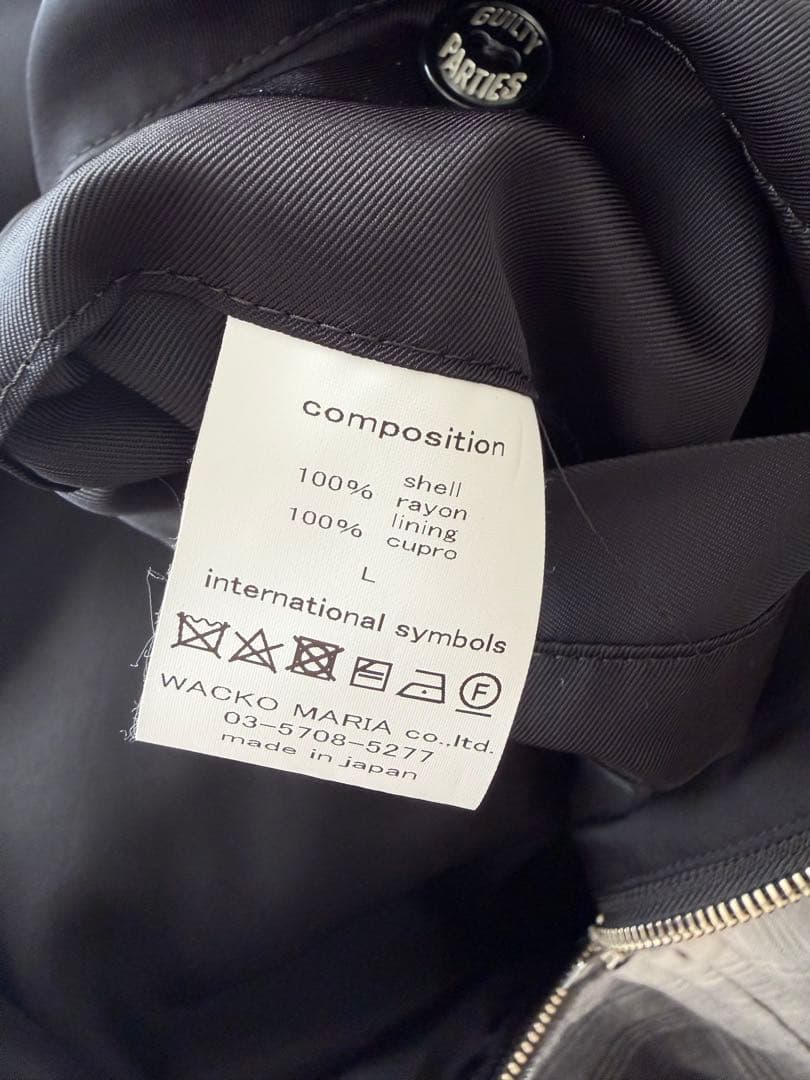 GUILTY
PARTIES
composition
shell
100% rayon
lining
100% cupro
L
international symbols
F
WACKO MARIA co.,ltd.
03-5708-5277
made in japan